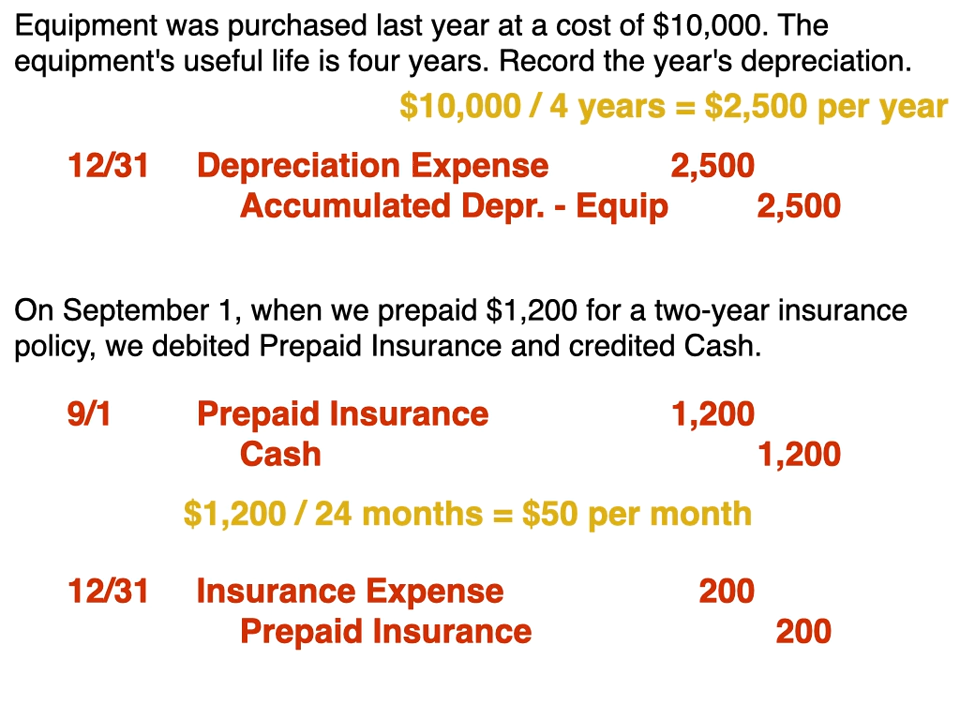 Equipment was purchased last year at a cost of $10,000. The
equipment's useful life is four years. Record the year's depreciation.
$10,000 / 4 years = $2,500 per year
12/31 Depreciation Expense 2,500
Accumulated Depr. - Equip 2,500
On September 1, when we prepaid $1,200 for a two-year insurance
policy, we debited Prepaid Insurance and credited Cash.
9/1 Prepaid Insurance 1,200
Cash 1,200
$1,200 / 24 months = $50 per month
12/31 Insurance Expense 200
Prepaid Insurance 200